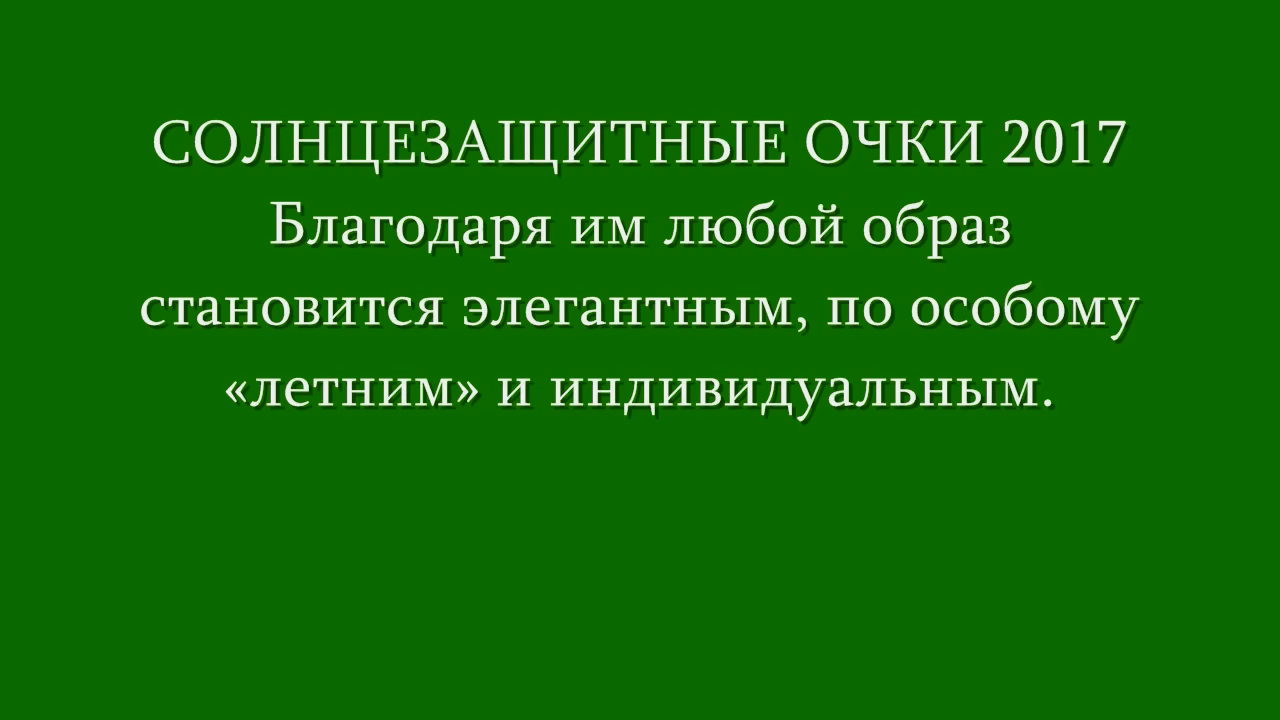 СОЛНЦЕЗАЩИТНЫЕ ОЧКИ 2017
Благодаря им любой образ
становится элегантным, по особому
«летним» и индивидуальным.